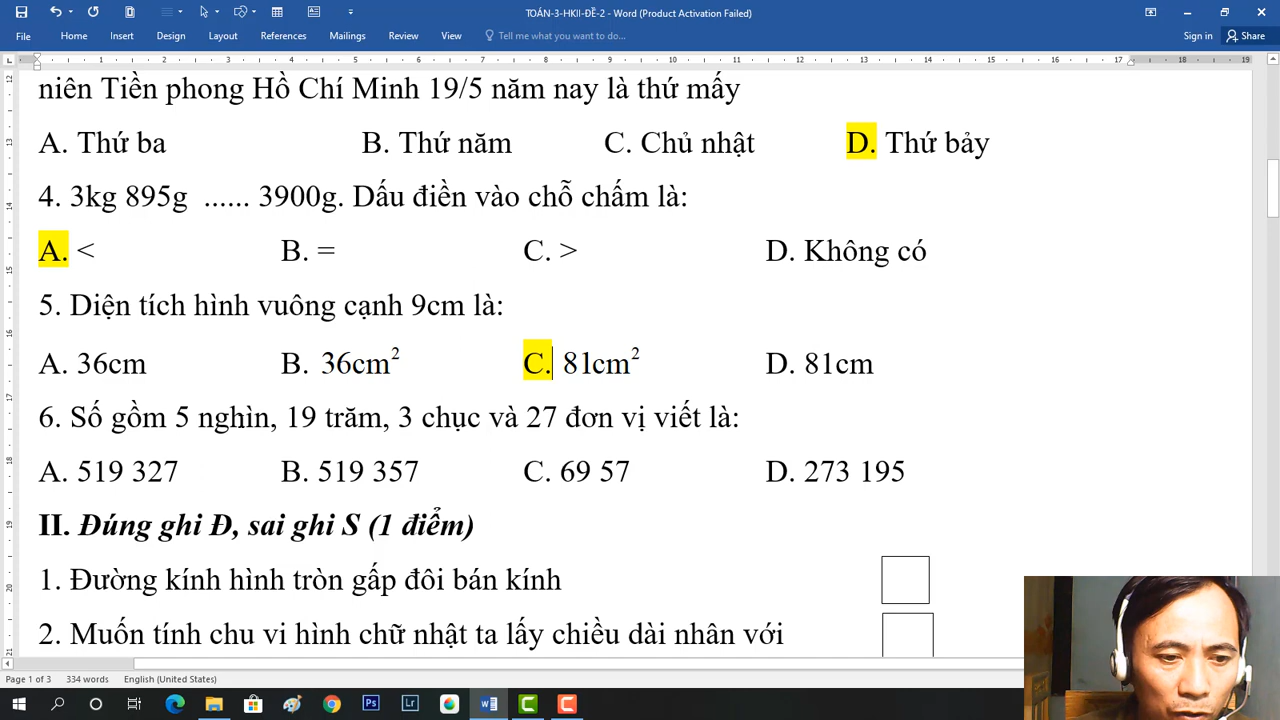 TOÁN-3-HKII-ĐỀ-2 - Word (Product Activation Failed)
File Home Insert Design Layout References Mailings Review View Tell me what you want to do... Sign in Share
niên Tiền phong Hồ Chí Minh 19/5 năm nay là thứ mấy
A. Thứ ba B. Thứ năm C. Chủ nhật D. Thứ bảy
4. 3kg 895g ...... 3900g. Dấu điền vào chỗ chấm là:
A. < B. = C. > D. Không có
5. Diện tích hình vuông cạnh 9cm là:
A. 36cm B. 36cm² C. 81cm² D. 81cm
6. Số gồm 5 nghìn, 19 trăm, 3 chục và 27 đơn vị viết là:
A. 519 327 B. 519 357 C. 69 57 D. 273 195
II. Đúng ghi Đ, sai ghi S (1 điểm)
1. Đường kính hình tròn gấp đôi bán kính
2. Muốn tính chu vi hình chữ nhật ta lấy chiều dài nhân với
Page 1 of 3 334 words English (United States)